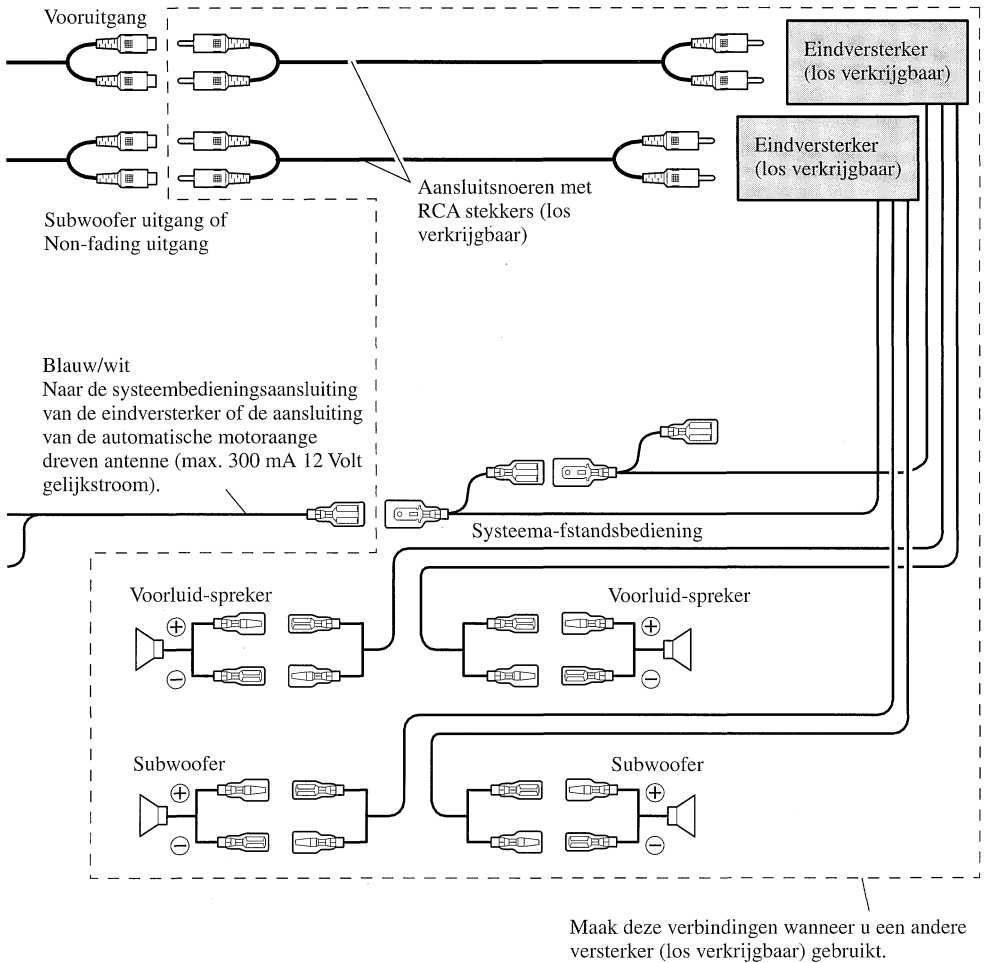 Vooruitgang
Eindversterker
(los verkrijgbaar)
Eindversterker
(los verkrijgbaar)
Aansluitsnoeren met
RCA stekkers (los
verkrijgbaar)
Subwoofer uitgang of
Non-fading uitgang
Blauw/wit
Naar de systeembedieningsaansluiting
van de eindversterker of de aansluiting
van de automatische motoraange
dreven antenne (max. 300 mA 12 Volt
gelijkstroom).
Systeema-fstandsbediening
Voorluid-spreker
+
−
Voorluid-spreker
+
−
Subwoofer
+
−
Subwoofer
+
−
Maak deze verbindingen wanneer u een andere
versterker (los verkrijgbaar) gebruikt.